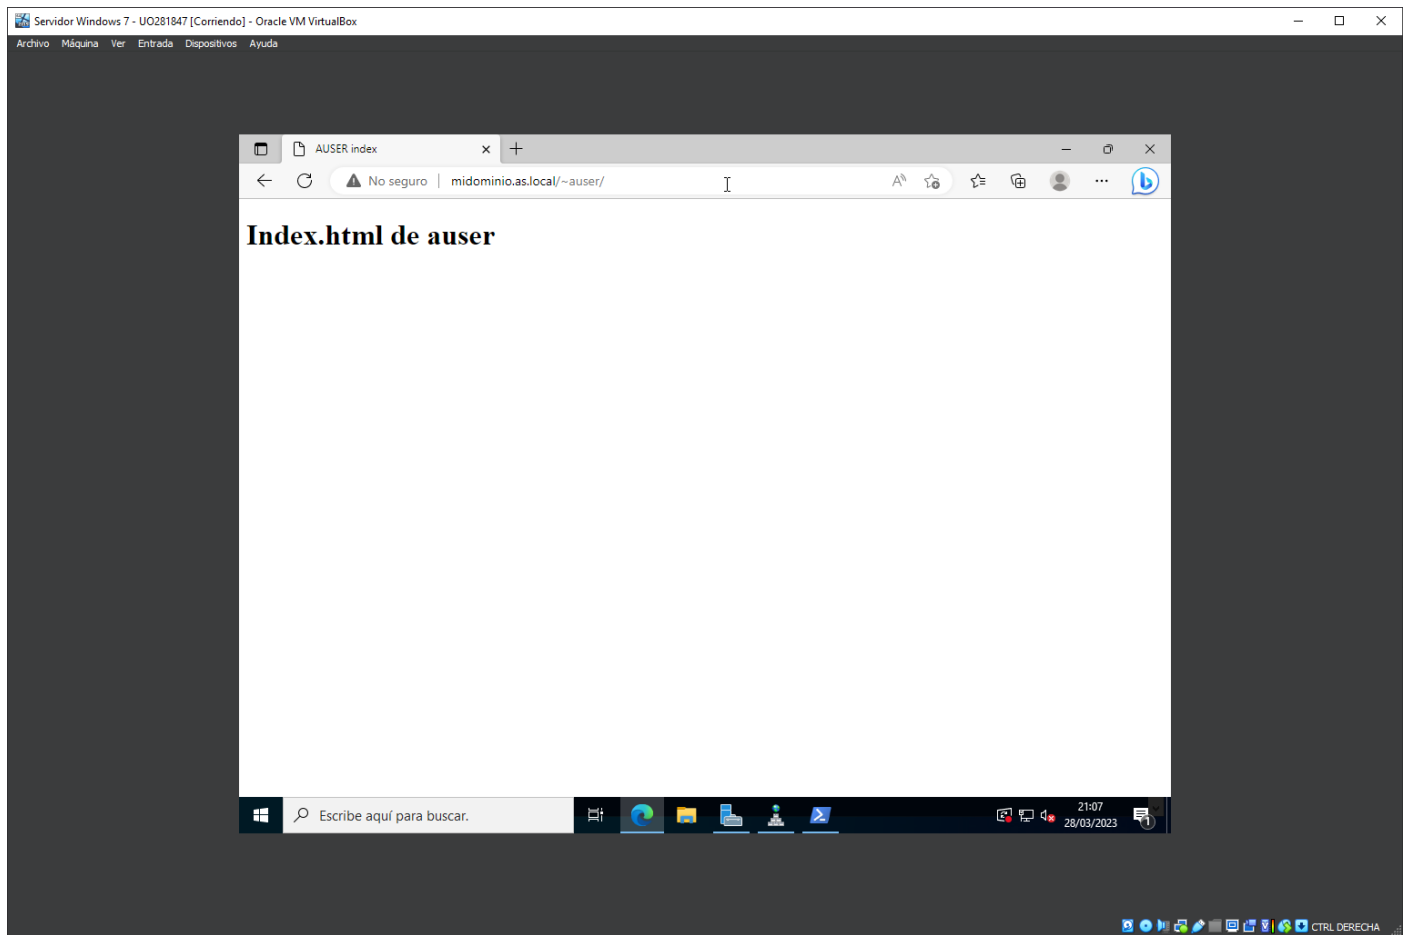 Servidor Windows 7 - UO281847 [Corriendo] - Oracle VM VirtualBox
Archivo Máquina Ver Entrada Dispositivos Ayuda
AUSER index
No seguro midominio.as.local/~auser/
Index.html de auser
Escribe aquí para buscar.
21:07
28/03/2023
1
CTRL DERECHA